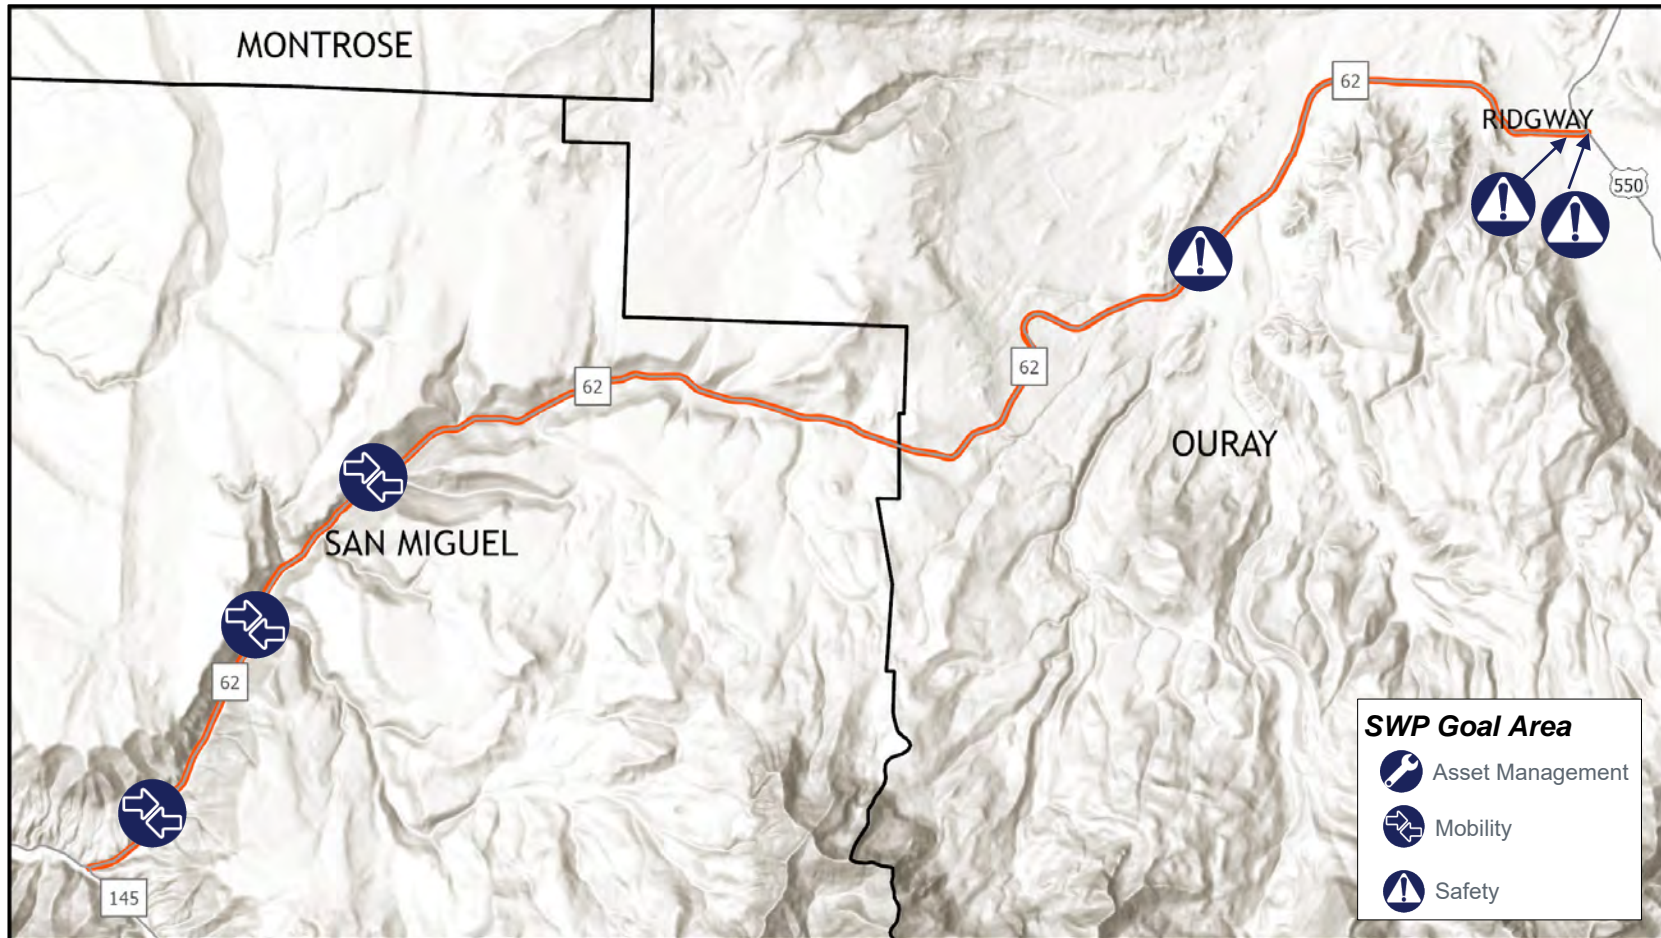 MONTROSE
62
RIDGWAY
550
62
62
OURAY
SAN MIGUEL
62
145
SWP Goal Area
Asset Management
Mobility
Safety